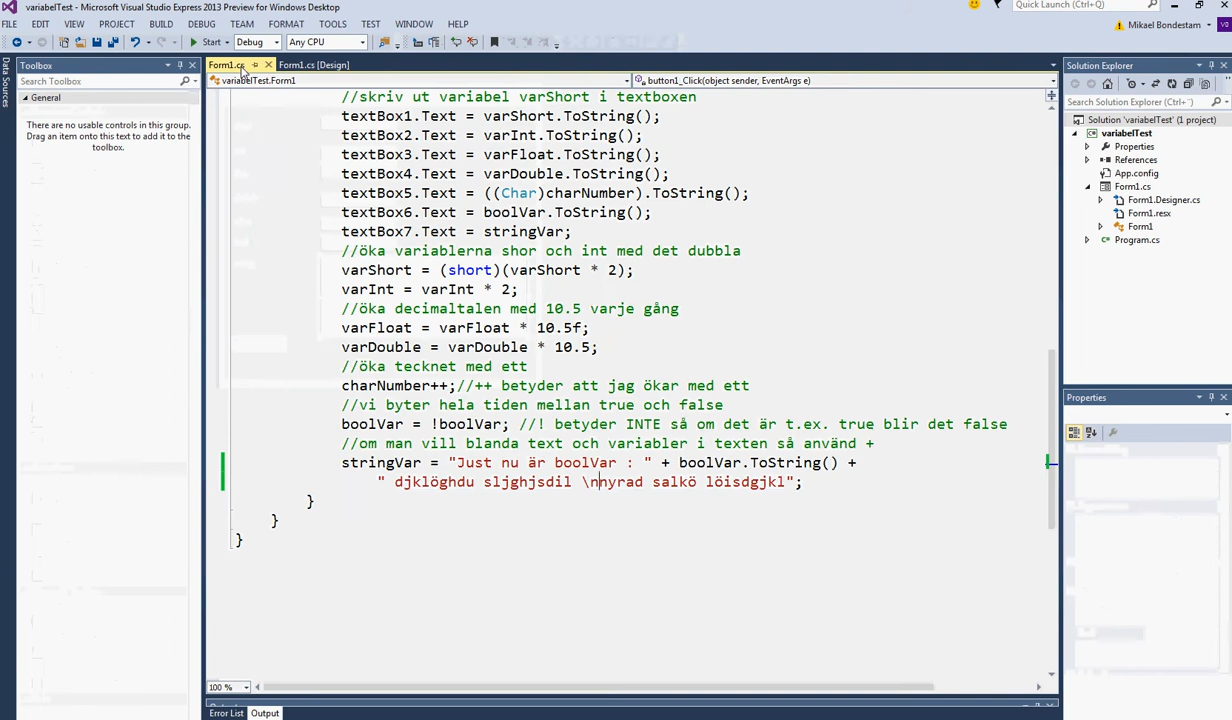 variabelTest - Microsoft Visual Studio Express 2013 Preview for Windows Desktop
Quick Launch (Ctrl+Q)
FILE EDIT VIEW PROJECT BUILD DEBUG TEAM FORMAT TOOLS TEST WINDOW HELP
Mikael Bondestam
Start Debug Any CPU
Data Sources
Toolbox
Search Toolbox
General
There are no usable controls in this group.
Drag an item onto this text to add it to the
toolbox.
Form1.cs Form1.cs [Design]
variabelTest.Form1 button1_Click(object sender, EventArgs e)
//skriv ut variabel varShort i textboxen
textBox1.Text = varShort.ToString();
textBox2.Text = varInt.ToString();
textBox3.Text = varFloat.ToString();
textBox4.Text = varDouble.ToString();
textBox5.Text = ((Char)charNumber).ToString();
textBox6.Text = boolVar.ToString();
textBox7.Text = stringVar;
//öka variablerna shor och int med det dubbla
varShort = (short)(varShort * 2);
varInt = varInt * 2;
//öka decimaltalen med 10.5 varje gång
varFloat = varFloat * 10.5f;
varDouble = varDouble * 10.5;
//öka tecknet med ett
charNumber++;//++ betyder att jag ökar med ett
//vi byter hela tiden mellan true och false
boolVar = !boolVar; //! betyder INTE så om det är t.ex. true blir det false
//om man vill blanda text och variabler i texten så använd +
stringVar = "Just nu är boolVar : " + boolVar.ToString() +
" djklöghdu sljghjsdil \nnyrad salkö löisdgjkl";
}
}
}
100 %
Error List Output
Solution Explorer
Search Solution Explorer (Ctrl+')
Solution 'variabelTest' (1 project)
variabelTest
Properties
References
App.config
Form1.cs
Form1.Designer.cs
Form1.resx
Form1
Program.cs
Properties